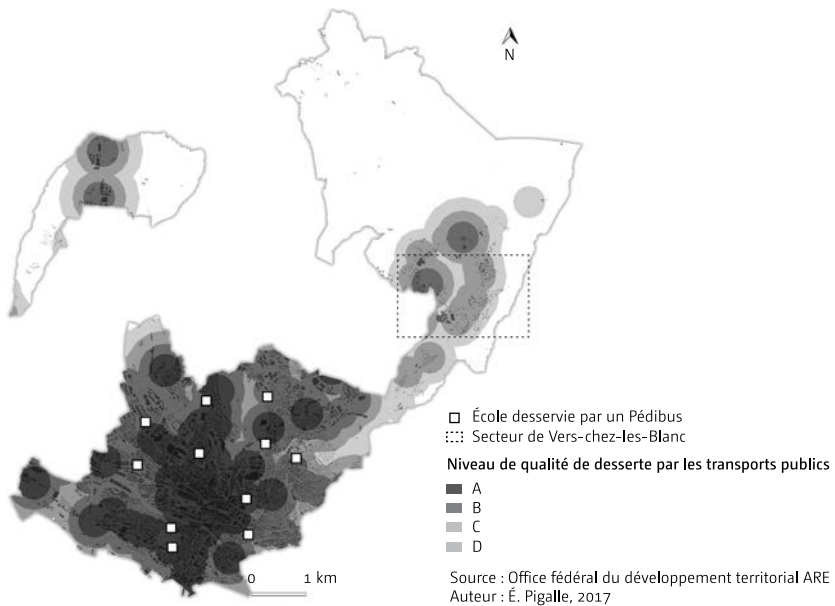 N
École desservie par un Pédibus
Secteur de Vers-chez-les-Blanc
Niveau de qualité de desserte par les transports publics
A
B
C
D
0 1 km
Source : Office fédéral du développement territorial ARE
Auteur : É. Pigalle, 2017